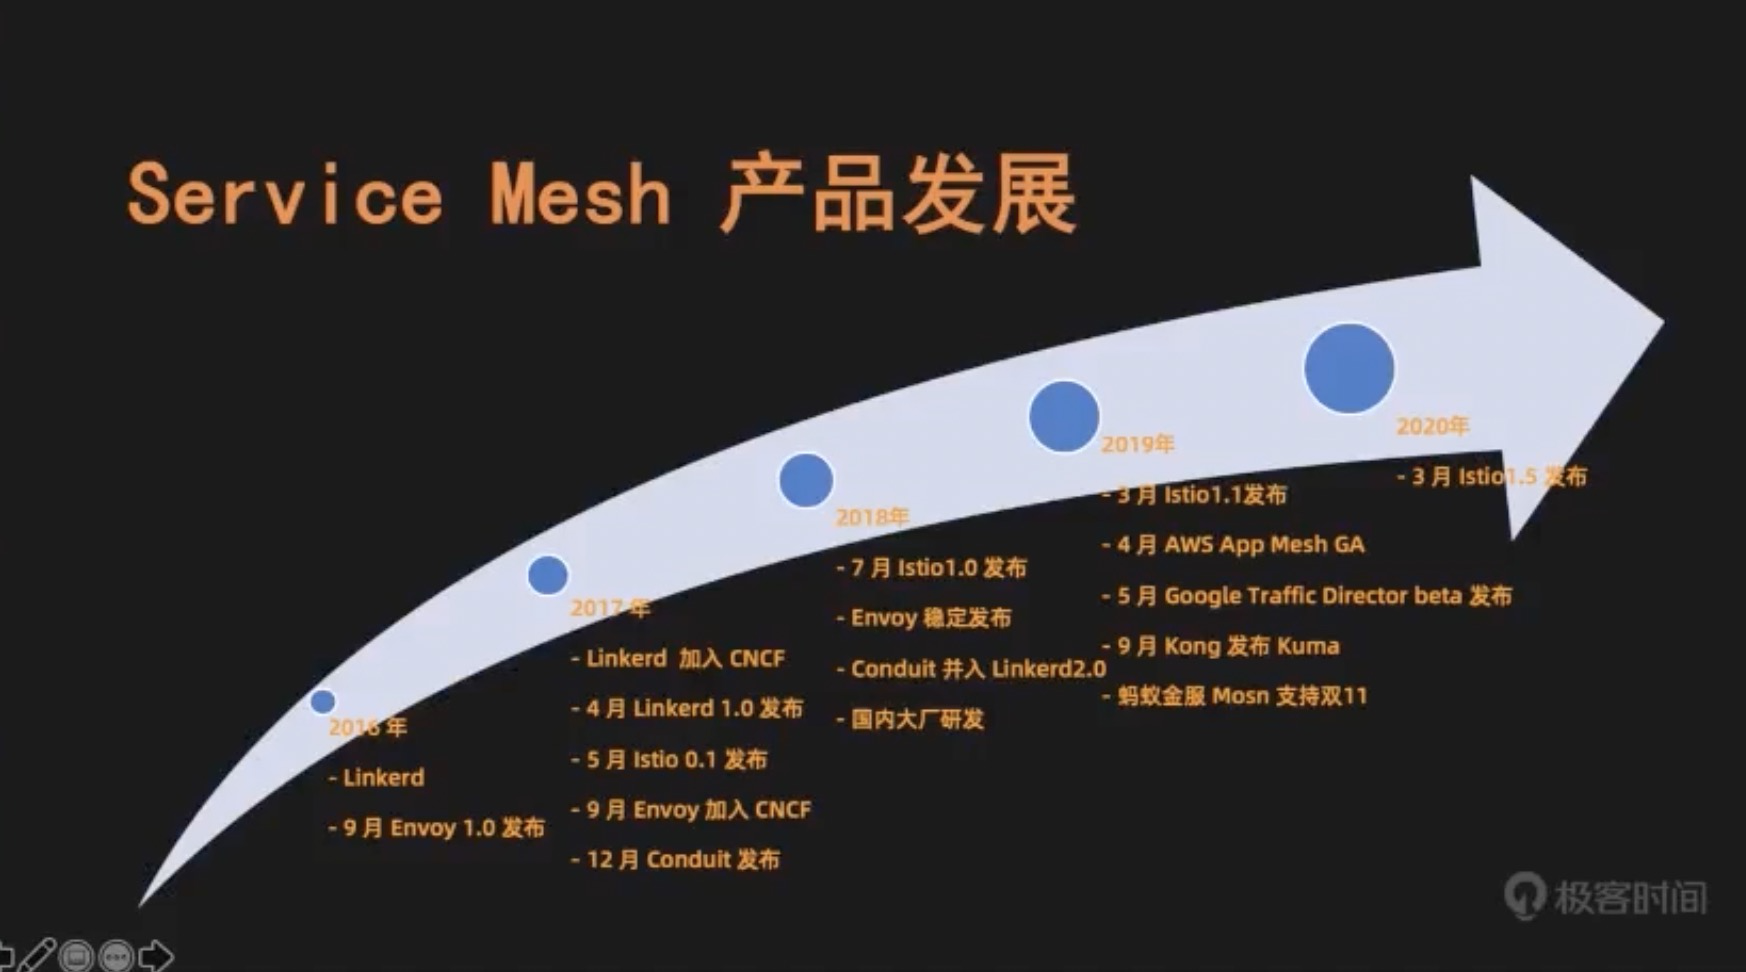 Service Mesh 产品发展
2016 年
- Linkerd
- 9 月 Envoy 1.0 发布
2017 年
- Linkerd 加入 CNCF
- 4 月 Linkerd 1.0 发布
- 5 月 Istio 0.1 发布
- 9 月 Envoy 加入 CNCF
- 12 月 Conduit 发布
2018年
- 7 月 Istio1.0 发布
- Envoy 稳定发布
- Conduit 并入 Linkerd2.0
- 国内大厂研发
2019年
- 3 月 Istio1.1发布
- 4 月 AWS App Mesh GA
- 5 月 Google Traffic Director beta 发布
- 9 月 Kong 发布 Kuma
- 蚂蚁金服 Mosn 支持双11
2020年
- 3 月 Istio1.5 发布
极客时间